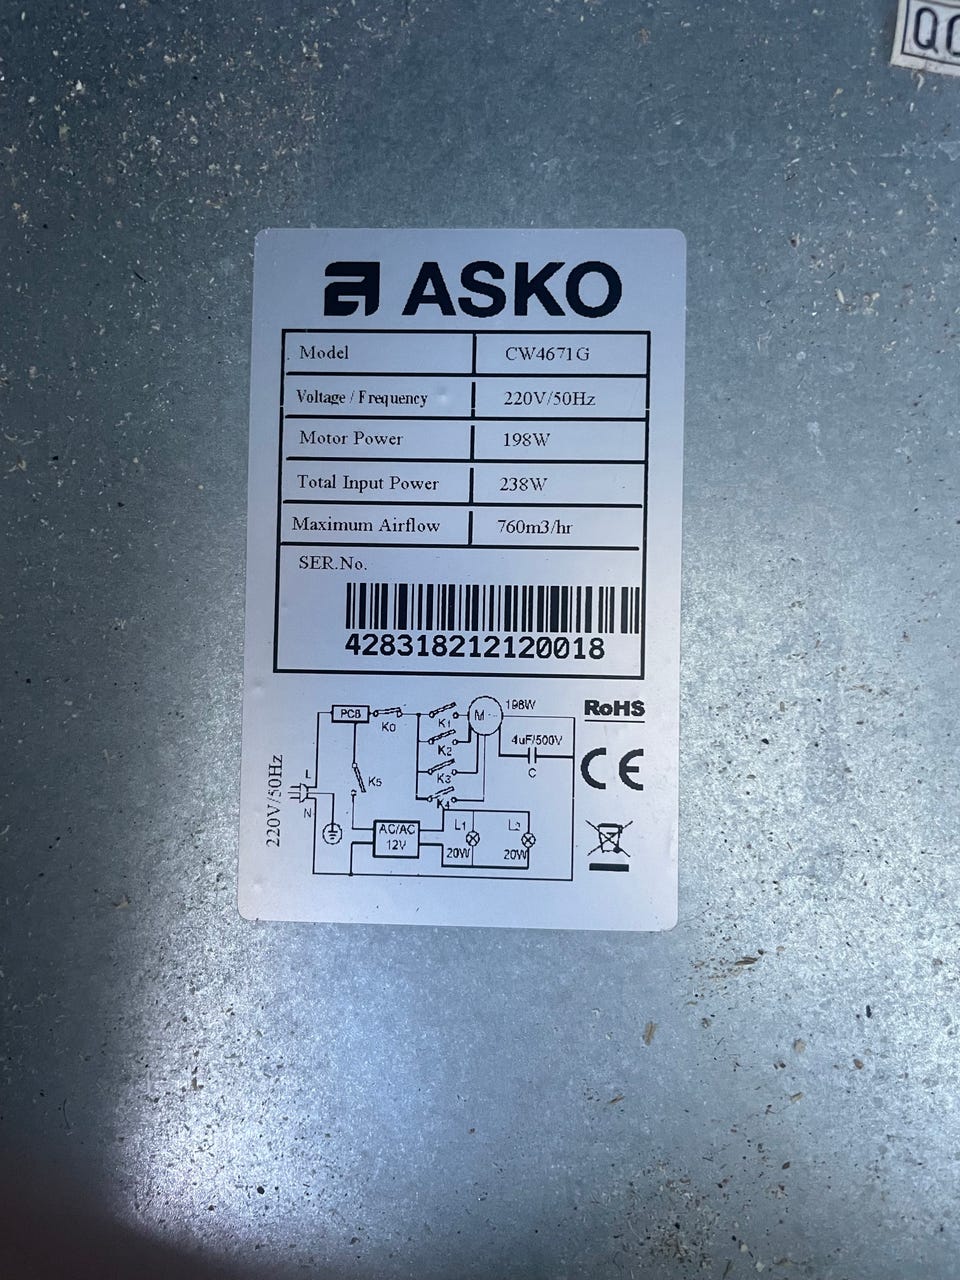 QC
ASKO
Model CW4671G
Voltage / Frequency 220V/50Hz
Motor Power 198W
Total Input Power 238W
Maximum Airflow 760m3/hr
SER.No.
428318212120018
220V/50Hz
L
N
PCB
K0
K1
K2
K3
K4
K5
M
198W
4uF/500V
C
AC/AC
12V
L1
20W
L2
20W
RoHS
CE